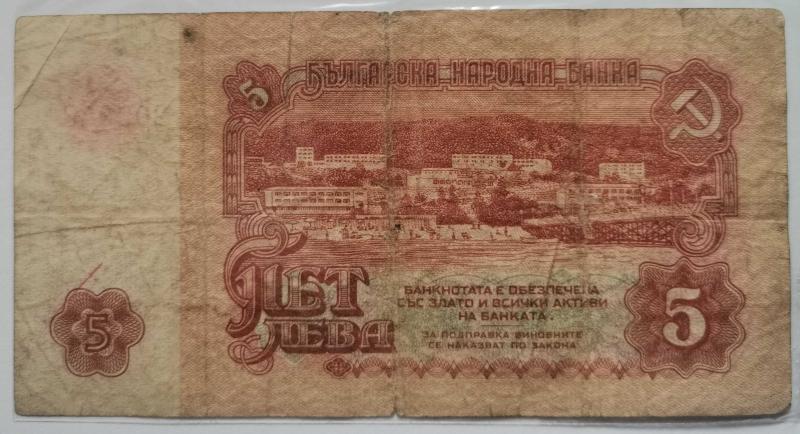 БЪЛГАРСКА НАРОДНА БАНКА
5
ПЕТ
ЛЕВА
БАНКНОТАТА Е ОБЕЗПЕЧЕНА
СЪС ЗЛАТО И ВСИЧКИ АКТИВИ
НА БАНКАТА.
ЗА ПОДПРАВКА ВИНОВНИТЕ
СЕ НАКАЗВАТ ПО ЗАКОНА
5
5